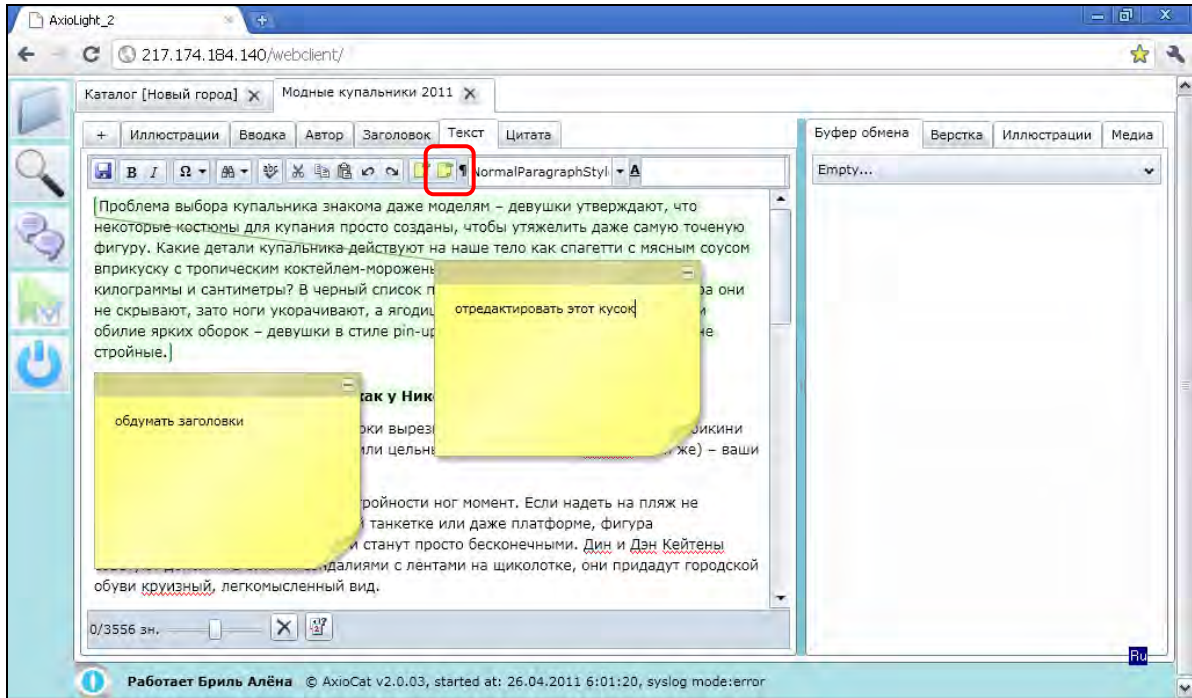 AxioLight_2
217.174.184.140/webclient/
Каталог [Новый город] Модные купальники 2011
+ Иллюстрации Вводка Автор Заголовок Текст Цитата
Буфер обмена Верстка Иллюстрации Медиа
B I Ω ¶ NormalParagraphStyl A
Empty...
Проблема выбора купальника знакома даже моделям – девушки утверждают, что
некоторые костюмы для купания просто созданы, чтобы утяжелить даже самую точеную
фигуру. Какие детали купальника действуют на наше тело как спагетти с мясным соусом
вприкуску с тропическим коктейлем-морожены
килограммы и сантиметры? В черный список п ра они
не скрывают, зато ноги укорачивают, а ягодиц и
обилие ярких оборок – девушки в стиле pin-up не
стройные.
отредактировать этот кусок
как у Ник
обдумать заголовки
рки вырез бикини
или цельн же) – ваши
тройности ног момент. Если надеть на пляж не
й танкетке или даже платформе, фигура
и станут просто бесконечными. Дин и Дэн Кейтены
сандалиями с лентами на щиколотке, они придадут городской
обуви круизный, легкомысленный вид.
0/3556 зн.
Ru
Работает Бриль Алёна © AxioCat v2.0.03, started at: 26.04.2011 6:01:20, syslog mode:error